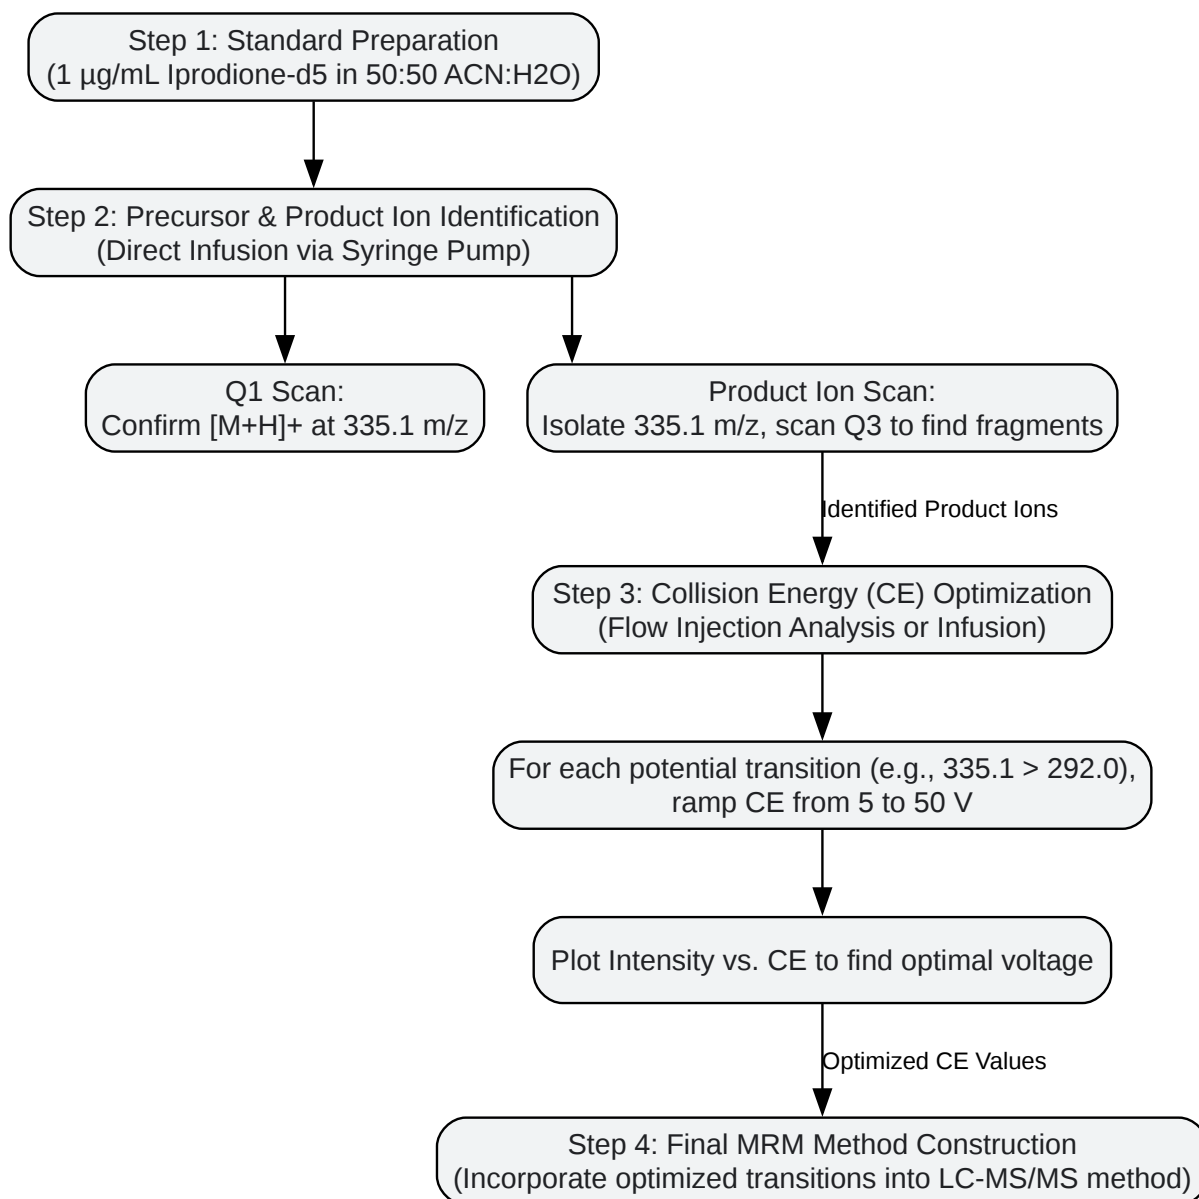 Step 1: Standard Preparation
(1 µg/mL Iprodione-d5 in 50:50 ACN:H2O)
Step 2: Precursor & Product Ion Identification
(Direct Infusion via Syringe Pump)
Q1 Scan:
Confirm [M+H]+ at 335.1 m/z
Product Ion Scan:
Isolate 335.1 m/z, scan Q3 to find fragments
Identified Product Ions
Step 3: Collision Energy (CE) Optimization
(Flow Injection Analysis or Infusion)
For each potential transition (e.g., 335.1 > 292.0),
ramp CE from 5 to 50 V
Plot Intensity vs. CE to find optimal voltage
Optimized CE Values
Step 4: Final MRM Method Construction
(Incorporate optimized transitions into LC-MS/MS method)